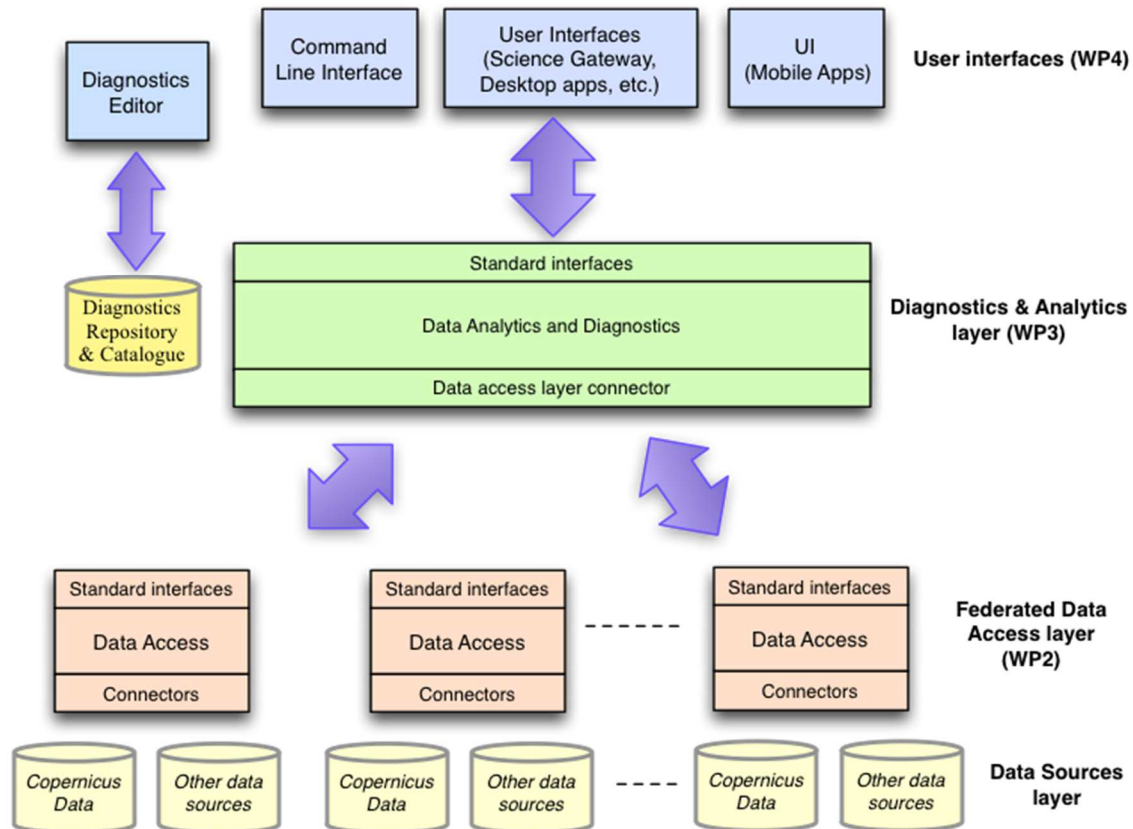 Diagnostics
Editor
Command
Line Interface
User Interfaces
(Science Gateway,
Desktop apps, etc.)
UI
(Mobile Apps)
User interfaces (WP4)
Diagnostics
Repository
& Catalogue
Standard interfaces
Data Analytics and Diagnostics
Data access layer connector
Diagnostics & Analytics
layer (WP3)
Standard interfaces
Data Access
Connectors
Standard interfaces
Data Access
Connectors
Standard interfaces
Data Access
Connectors
Federated Data
Access layer
(WP2)
Copernicus
Data
Other data
sources
Copernicus
Data
Other data
sources
Copernicus
Data
Other data
sources
Data Sources
layer